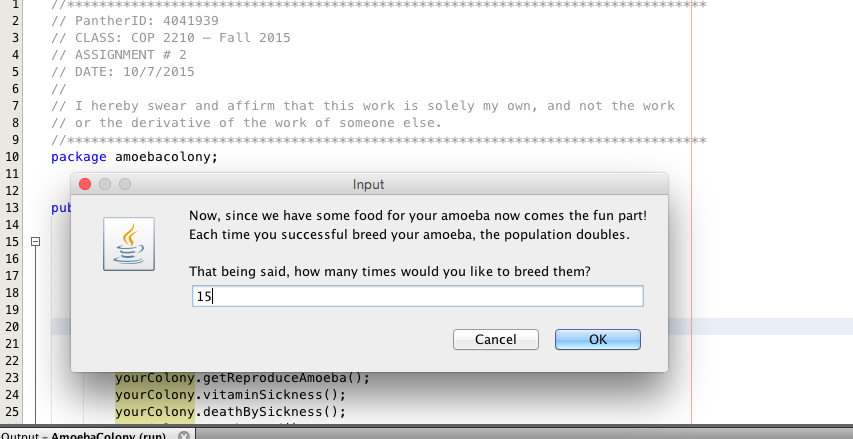 1 //********************************************************************************
2 // PantherID: 4041939
3 // CLASS: COP 2210 – Fall 2015
4 // ASSIGNMENT # 2
5 // DATE: 10/7/2015
6 //
7 // I hereby swear and affirm that this work is solely my own, and not the work
8 // or the derivative of the work of someone else.
9 //********************************************************************************
10 package amoebacolony;
11
12
13 pub
14
15
16
17
18
19
20
21
22
Input
Now, since we have some food for your amoeba now comes the fun part!
Each time you successful breed your amoeba, the population doubles.
That being said, how many times would you like to breed them?
15
Cancel OK
23 yourColony.getReproduceAmoeba();
24 yourColony.vitaminSickness();
25 yourColony.deathBySickness();
Output – AmoebaColony (run)